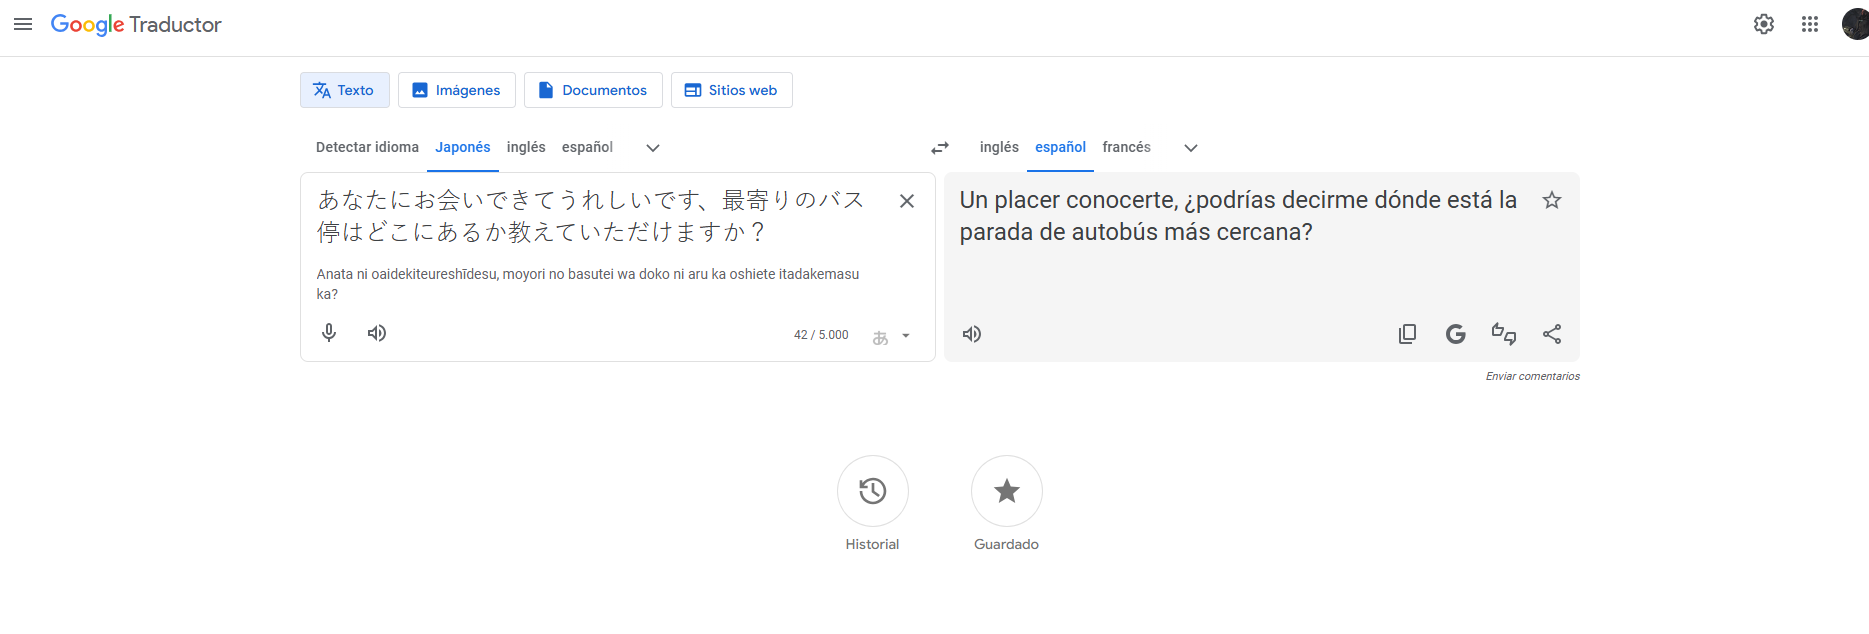 Google Traductor
Texto
Imágenes
Documentos
Sitios web
Detectar idioma
Japonés
inglés
español
inglés
español
francés
あなたにお会いできてうれしいです、最寄りのバス
停はどこにあるか教えていただけますか？
Anata ni oaidekiteureshīdesu, moyori no basutei wa doko ni aru ka oshiete itadakemasu
ka?
42 / 5.000
あ
Un placer conocerte, ¿podrías decirme dónde está la
parada de autobús más cercana?
Enviar comentarios
Historial
Guardado